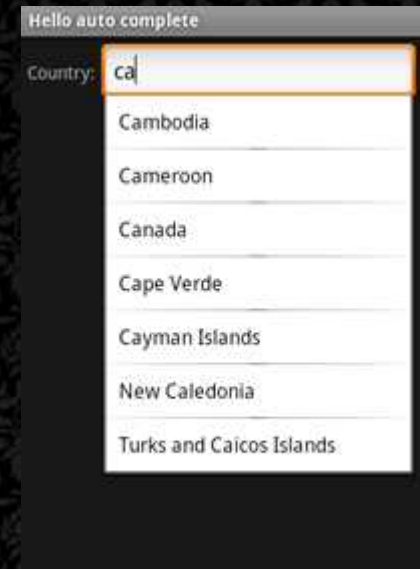 Hello auto complete
Country: ca
Cambodia
Cameroon
Canada
Cape Verde
Cayman Islands
New Caledonia
Turks and Caicos Islands